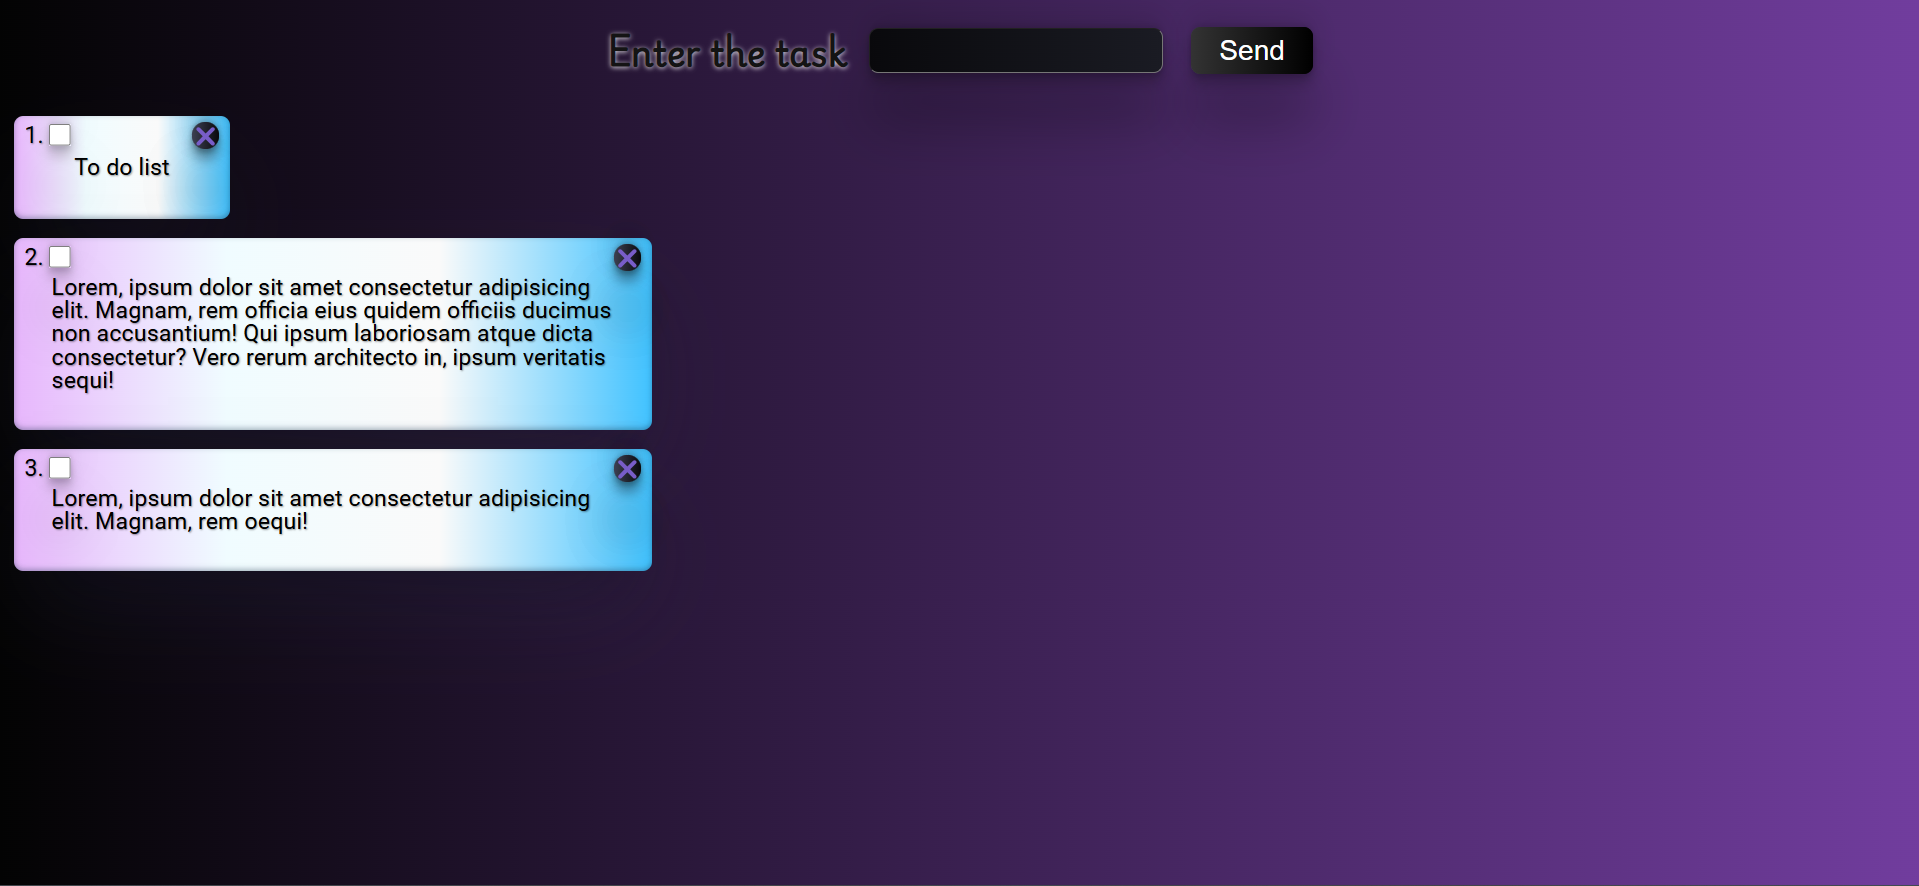 Enter the task
Send
1.
To do list
2.
Lorem, ipsum dolor sit amet consectetur adipisicing
elit. Magnam, rem officia eius quidem officiis ducimus
non accusantium! Qui ipsum laboriosam atque dicta
consectetur? Vero rerum architecto in, ipsum veritatis
sequi!
3.
Lorem, ipsum dolor sit amet consectetur adipisicing
elit. Magnam, rem oequi!